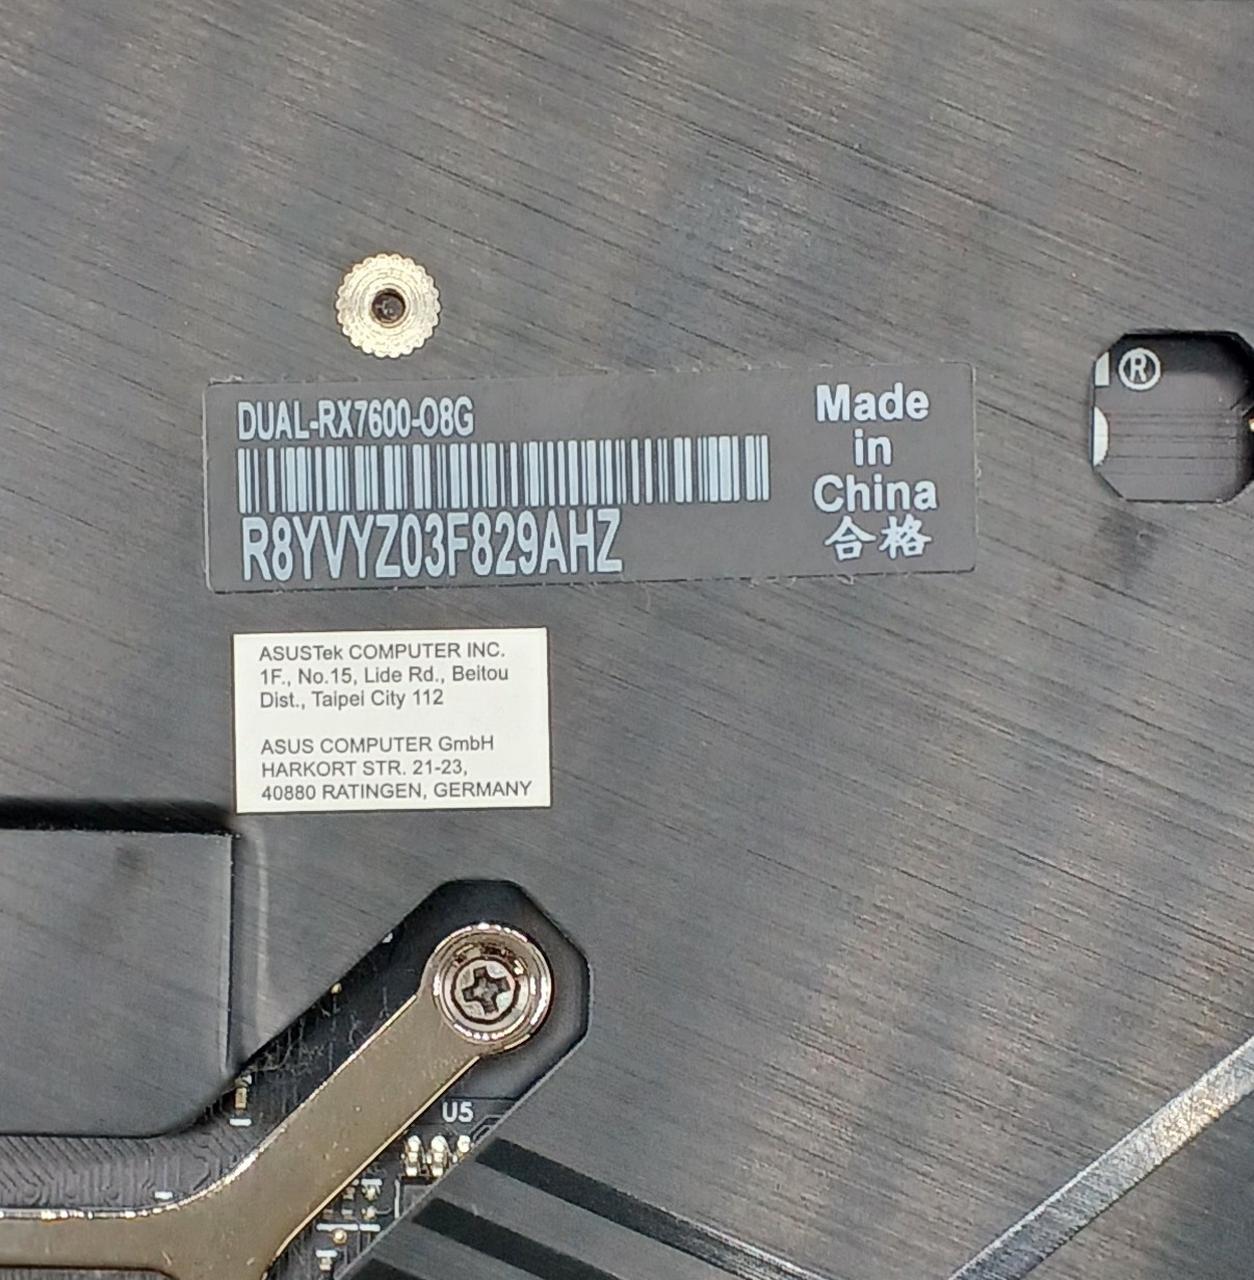 DUAL-RX7600-O8G
R8YVYZ03F829AHZ
Made
in
China
合格
®
ASUSTek COMPUTER INC.
1F., No.15, Lide Rd., Beitou
Dist., Taipei City 112
ASUS COMPUTER GmbH
HARKORT STR. 21-23,
40880 RATINGEN, GERMANY
U5